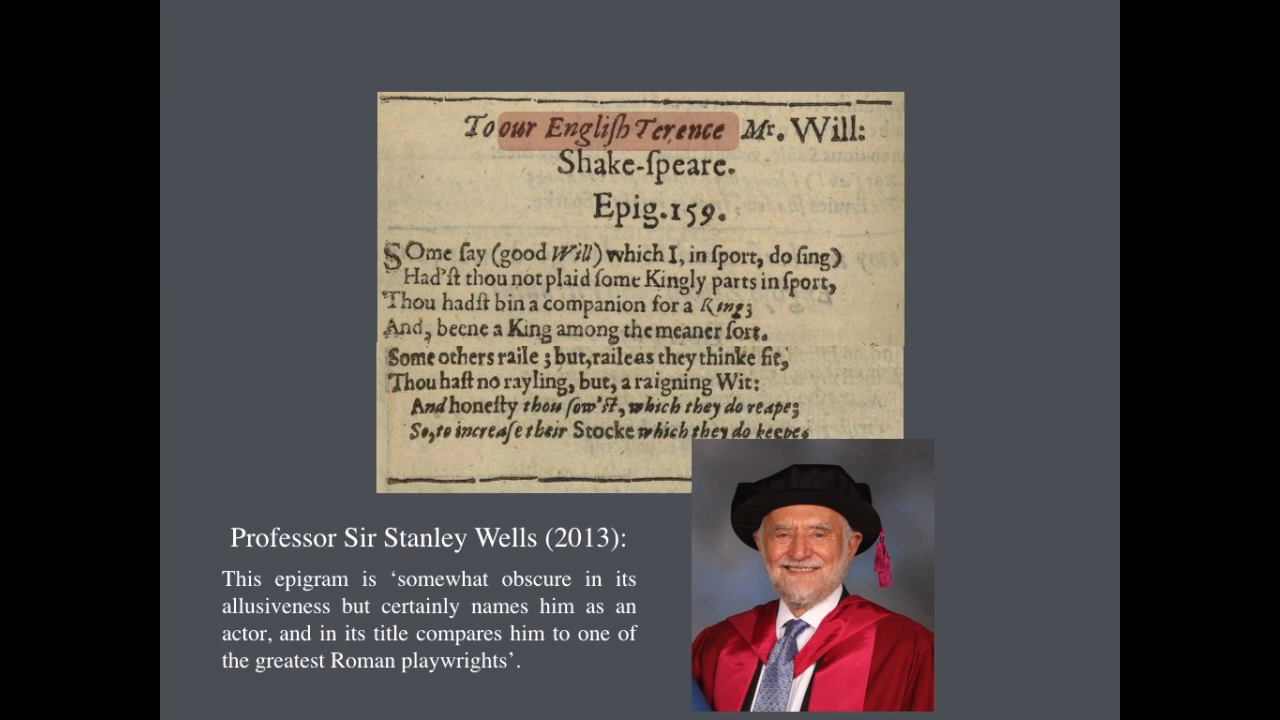 To our Engliſh Terence Mr. Will:
Shake-ſpeare.
Epig.159.
SOme ſay (good Will) which I, in ſport, do ſing)
Had'ſt thou not plaid ſome Kingly parts in ſport,
Thou hadſt bin a companion for a King;
And, beene a King among the meaner ſort.
Some others raile ; but, raile as they thinke fit,
Thou haſt no rayling, but, a raigning Wit:
And honeſty thou ſow'ſt, which they do reape;
So, to increaſe their Stocke which they do keepe.
Professor Sir Stanley Wells (2013):
This epigram is ‘somewhat obscure in its
allusiveness but certainly names him as an
actor, and in its title compares him to one of
the greatest Roman playwrights’.